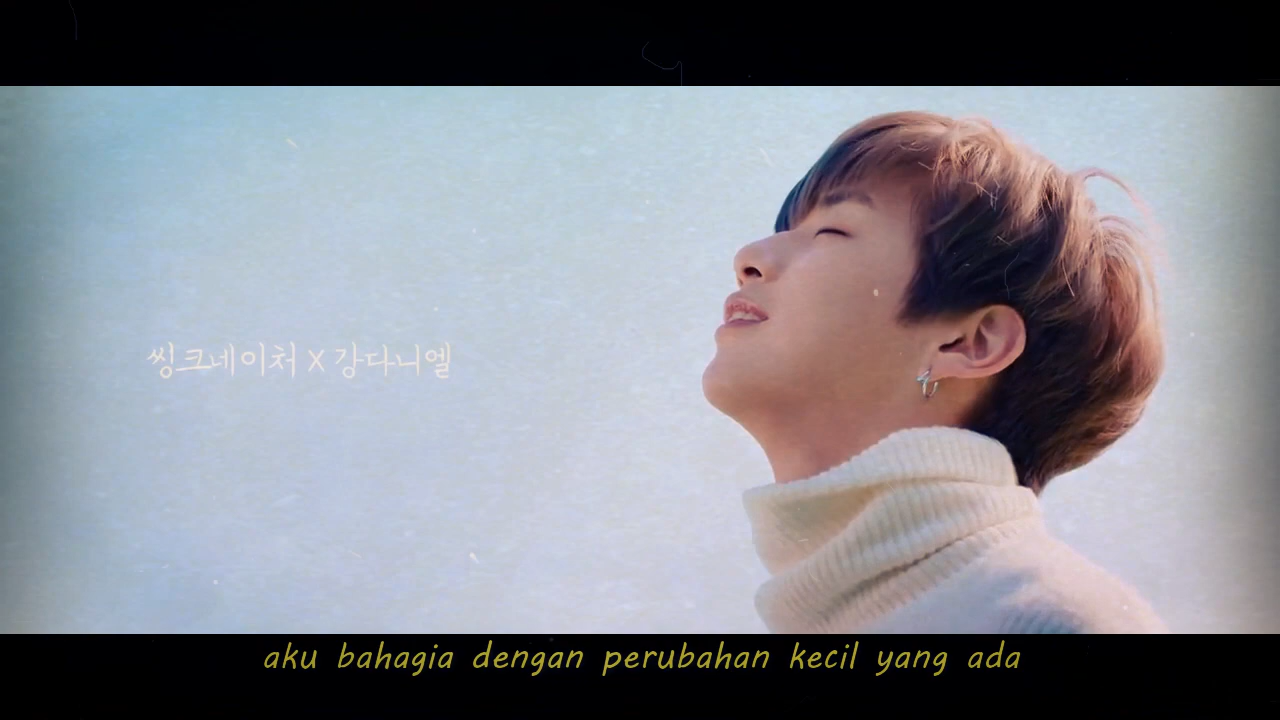 씽크네이처 X 강다니엘
aku bahagia dengan perubahan kecil yang ada